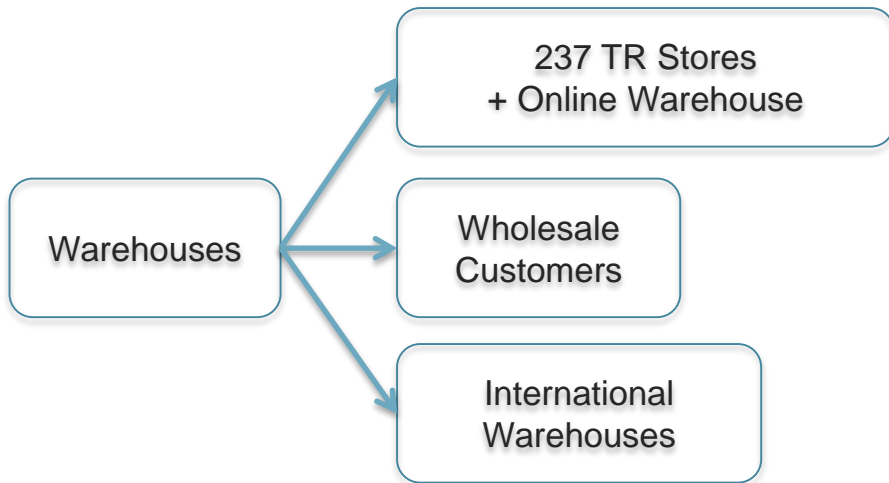 237 TR Stores
+ Online Warehouse
Warehouses
Wholesale
Customers
International
Warehouses